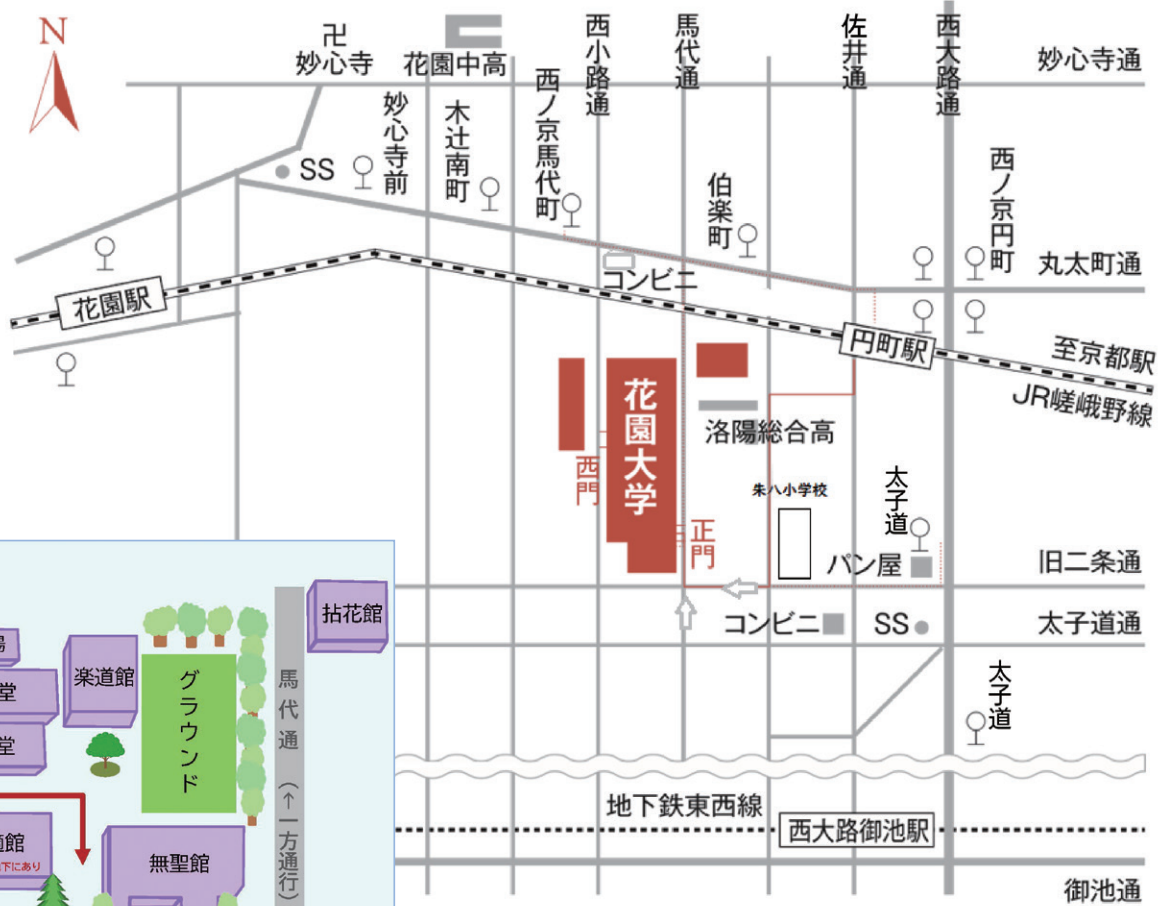 N
卍
妙心寺
花園中高
西小路通
馬代通
佐井通
西大路通
妙心寺通
SS
妙心寺前
木辻南町
西ノ京馬代町
伯楽町
西ノ京円町
丸太町通
コンビニ
花園駅
円町駅
至京都駅
JR嵯峨野線
花園大学
西門
正門
洛陽総合高
朱八小学校
太子道
パン屋
旧二条通
コンビニ
SS
太子道通
太子道
地下鉄東西線
西大路御池駅
御池通
拈花館
楽道館
堂
堂
グラウンド
馬代通 (↑一方通行)
館
下にあり
無聖館